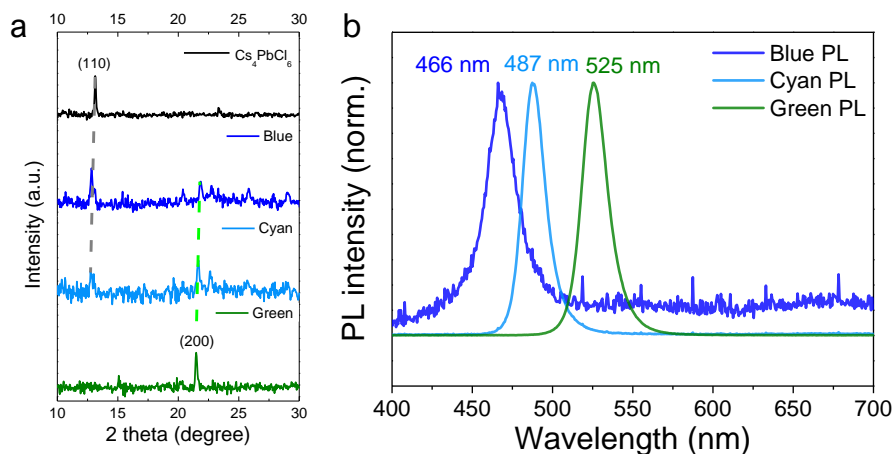 a
10 15 20 25 30
(110)
Cs₄PbCl₆
Blue
Cyan
Green
(200)
Intensity (a.u.)
10 15 20 25 30
2 theta (degree)
b
466 nm 487 nm 525 nm
Blue PL
Cyan PL
Green PL
PL intensity (norm.)
400 450 500 550 600 650 700
Wavelength (nm)